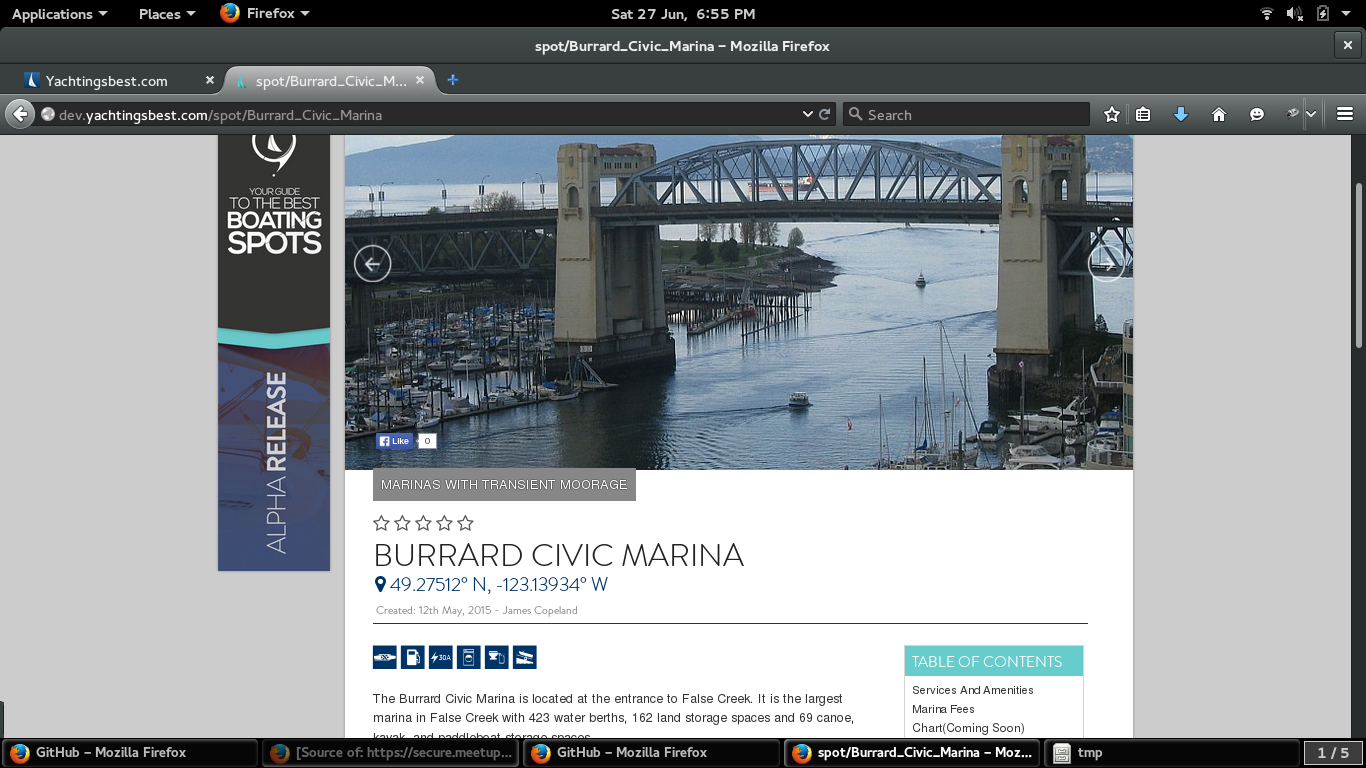 Applications Places Firefox Sat 27 Jun, 6:55 PM
spot/Burrard_Civic_Marina – Mozilla Firefox
Yachtingsbest.com spot/Burrard_Civic_M...
dev.yachtingsbest.com/spot/Burrard_Civic_Marina Search
YOUR GUIDE
TO THE BEST
BOATING
SPOTS
ALPHA RELEASE
Like 0
MARINAS WITH TRANSIENT MOORAGE
BURRARD CIVIC MARINA
49.27512° N, -123.13934° W
Created: 12th May, 2015 - James Copeland
30A
The Burrard Civic Marina is located at the entrance to False Creek. It is the largest
marina in False Creek with 423 water berths, 162 land storage spaces and 69 canoe,
kayak, and paddleboat storage spaces.
TABLE OF CONTENTS
Services And Amenities
Marina Fees
Chart(Coming Soon)
GitHub – Mozilla Firefox [Source of: https://secure.meetup... GitHub – Mozilla Firefox spot/Burrard_Civic_Marina – Moz... tmp 1 / 5